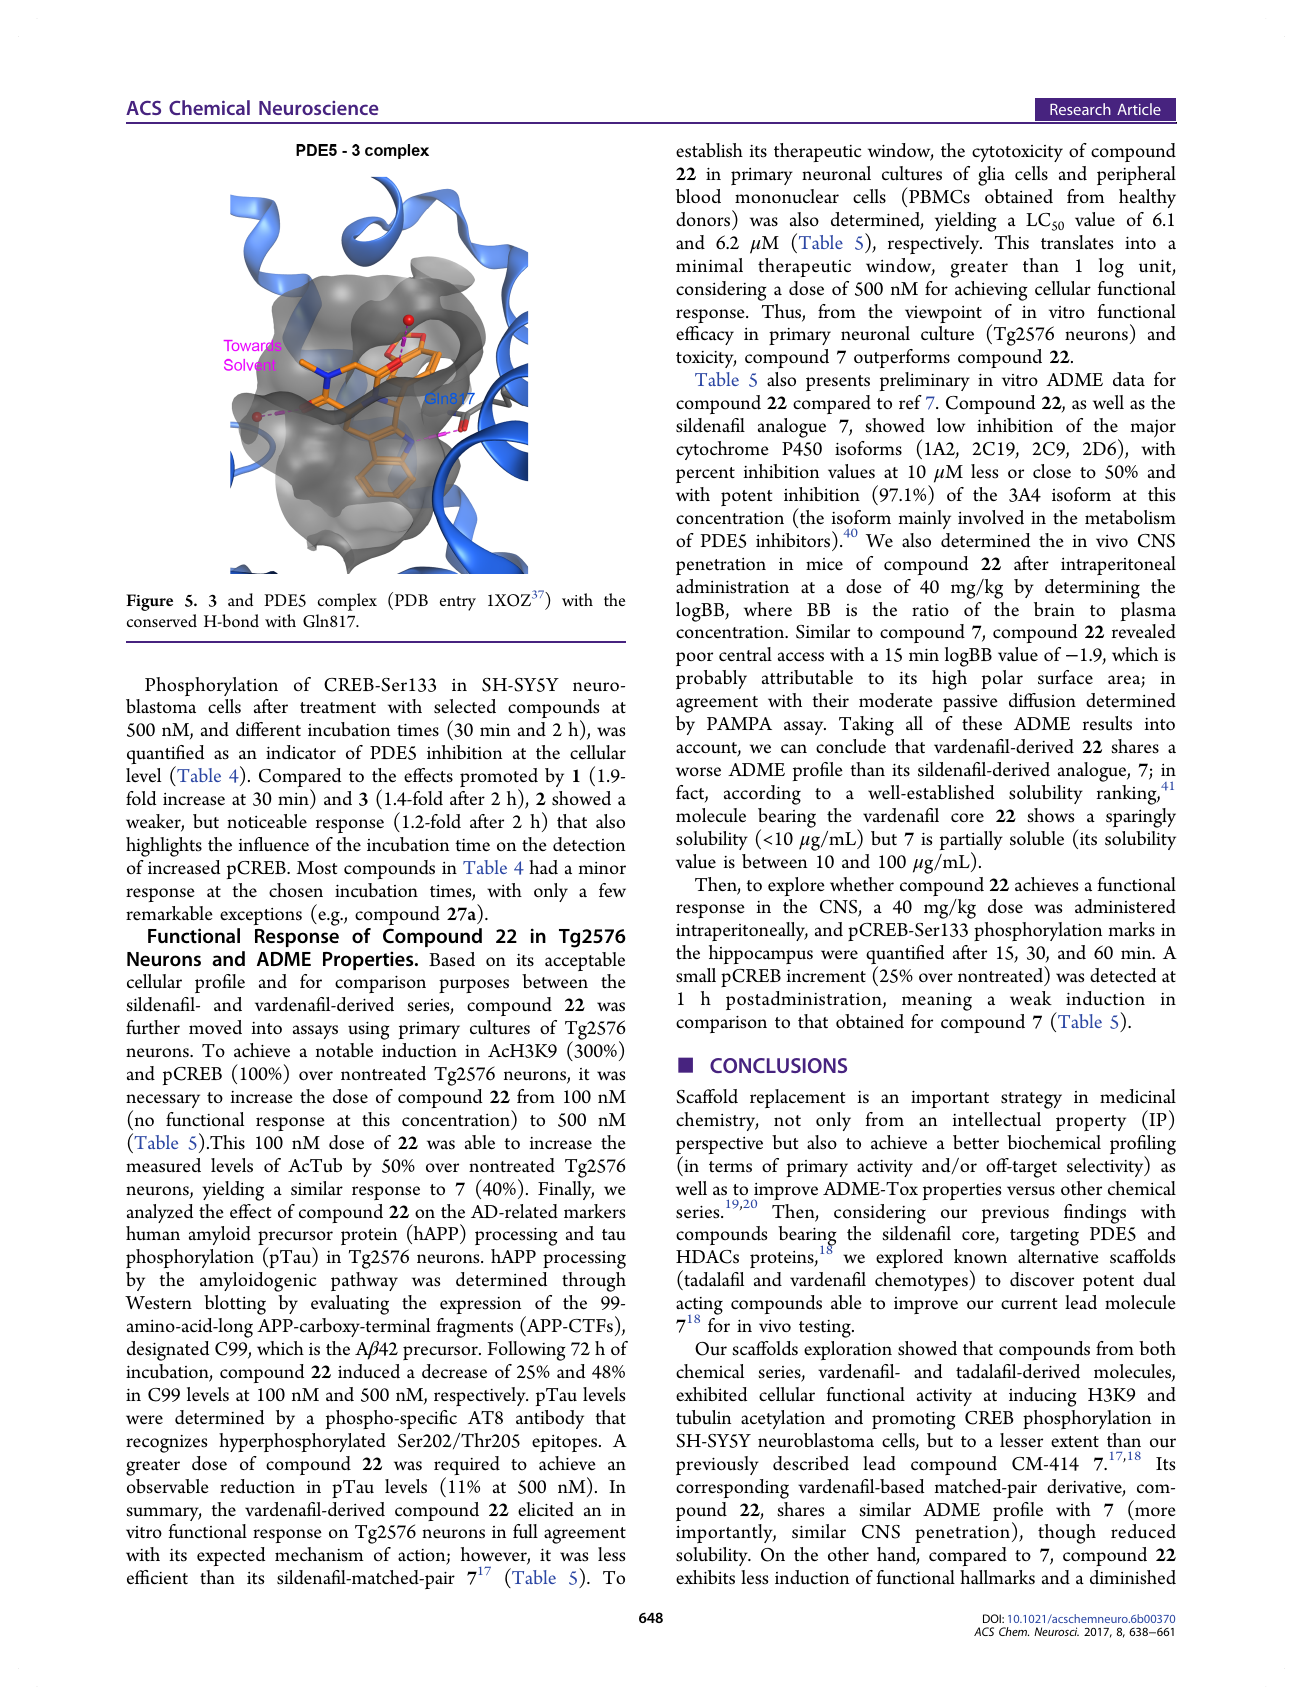 ACS Chemical Neuroscience
Research Article
PDE5 - 3 complex
Towards
Solvent
Gln817
Figure 5. 3 and PDE5 complex (PDB entry 1XOZ37) with the
conserved H-bond with Gln817.
Phosphorylation of CREB-Ser133 in SH-SY5Y neuro-
blastoma cells after treatment with selected compounds at
500 nM, and different incubation times (30 min and 2 h), was
quantified as an indicator of PDE5 inhibition at the cellular
level (Table 4). Compared to the effects promoted by 1 (1.9-
fold increase at 30 min) and 3 (1.4-fold after 2 h), 2 showed a
weaker, but noticeable response (1.2-fold after 2 h) that also
highlights the influence of the incubation time on the detection
of increased pCREB. Most compounds in Table 4 had a minor
response at the chosen incubation times, with only a few
remarkable exceptions (e.g., compound 27a).
Functional Response of Compound 22 in Tg2576
Neurons and ADME Properties. Based on its acceptable
cellular profile and for comparison purposes between the
sildenafil- and vardenafil-derived series, compound 22 was
further moved into assays using primary cultures of Tg2576
neurons. To achieve a notable induction in AcH3K9 (300%)
and pCREB (100%) over nontreated Tg2576 neurons, it was
necessary to increase the dose of compound 22 from 100 nM
(no functional response at this concentration) to 500 nM
(Table 5).This 100 nM dose of 22 was able to increase the
measured levels of AcTub by 50% over nontreated Tg2576
neurons, yielding a similar response to 7 (40%). Finally, we
analyzed the effect of compound 22 on the AD-related markers
human amyloid precursor protein (hAPP) processing and tau
phosphorylation (pTau) in Tg2576 neurons. hAPP processing
by the amyloidogenic pathway was determined through
Western blotting by evaluating the expression of the 99-
amino-acid-long APP-carboxy-terminal fragments (APP-CTFs),
designated C99, which is the Aβ42 precursor. Following 72 h of
incubation, compound 22 induced a decrease of 25% and 48%
in C99 levels at 100 nM and 500 nM, respectively. pTau levels
were determined by a phospho-specific AT8 antibody that
recognizes hyperphosphorylated Ser202/Thr205 epitopes. A
greater dose of compound 22 was required to achieve an
observable reduction in pTau levels (11% at 500 nM). In
summary, the vardenafil-derived compound 22 elicited an in
vitro functional response on Tg2576 neurons in full agreement
with its expected mechanism of action; however, it was less
efficient than its sildenafil-matched-pair 717 (Table 5). To
establish its therapeutic window, the cytotoxicity of compound
22 in primary neuronal cultures of glia cells and peripheral
blood mononuclear cells (PBMCs obtained from healthy
donors) was also determined, yielding a LC50 value of 6.1
and 6.2 μM (Table 5), respectively. This translates into a
minimal therapeutic window, greater than 1 log unit,
considering a dose of 500 nM for achieving cellular functional
response. Thus, from the viewpoint of in vitro functional
efficacy in primary neuronal culture (Tg2576 neurons) and
toxicity, compound 7 outperforms compound 22.
Table 5 also presents preliminary in vitro ADME data for
compound 22 compared to ref 7. Compound 22, as well as the
sildenafil analogue 7, showed low inhibition of the major
cytochrome P450 isoforms (1A2, 2C19, 2C9, 2D6), with
percent inhibition values at 10 μM less or close to 50% and
with potent inhibition (97.1%) of the 3A4 isoform at this
concentration (the isoform mainly involved in the metabolism
of PDE5 inhibitors).40 We also determined the in vivo CNS
penetration in mice of compound 22 after intraperitoneal
administration at a dose of 40 mg/kg by determining the
logBB, where BB is the ratio of the brain to plasma
concentration. Similar to compound 7, compound 22 revealed
poor central access with a 15 min logBB value of −1.9, which is
probably attributable to its high polar surface area; in
agreement with their moderate passive diffusion determined
by PAMPA assay. Taking all of these ADME results into
account, we can conclude that vardenafil-derived 22 shares a
worse ADME profile than its sildenafil-derived analogue, 7; in
fact, according to a well-established solubility ranking,41
molecule bearing the vardenafil core 22 shows a sparingly
solubility (<10 μg/mL) but 7 is partially soluble (its solubility
value is between 10 and 100 μg/mL).
Then, to explore whether compound 22 achieves a functional
response in the CNS, a 40 mg/kg dose was administered
intraperitoneally, and pCREB-Ser133 phosphorylation marks in
the hippocampus were quantified after 15, 30, and 60 min. A
small pCREB increment (25% over nontreated) was detected at
1 h postadministration, meaning a weak induction in
comparison to that obtained for compound 7 (Table 5).
■ CONCLUSIONS
Scaffold replacement is an important strategy in medicinal
chemistry, not only from an intellectual property (IP)
perspective but also to achieve a better biochemical profiling
(in terms of primary activity and/or off-target selectivity) as
well as to improve ADME-Tox properties versus other chemical
series.19,20 Then, considering our previous findings with
compounds bearing the sildenafil core, targeting PDE5 and
HDACs proteins,18 we explored known alternative scaffolds
(tadalafil and vardenafil chemotypes) to discover potent dual
acting compounds able to improve our current lead molecule
718 for in vivo testing.
Our scaffolds exploration showed that compounds from both
chemical series, vardenafil- and tadalafil-derived molecules,
exhibited cellular functional activity at inducing H3K9 and
tubulin acetylation and promoting CREB phosphorylation in
SH-SY5Y neuroblastoma cells, but to a lesser extent than our
previously described lead compound CM-414 7.17,18 Its
corresponding vardenafil-based matched-pair derivative, com-
pound 22, shares a similar ADME profile with 7 (more
importantly, similar CNS penetration), though reduced
solubility. On the other hand, compared to 7, compound 22
exhibits less induction of functional hallmarks and a diminished
648
DOI: 10.1021/acschemneuro.6b00370
ACS Chem. Neurosci. 2017, 8, 638−661